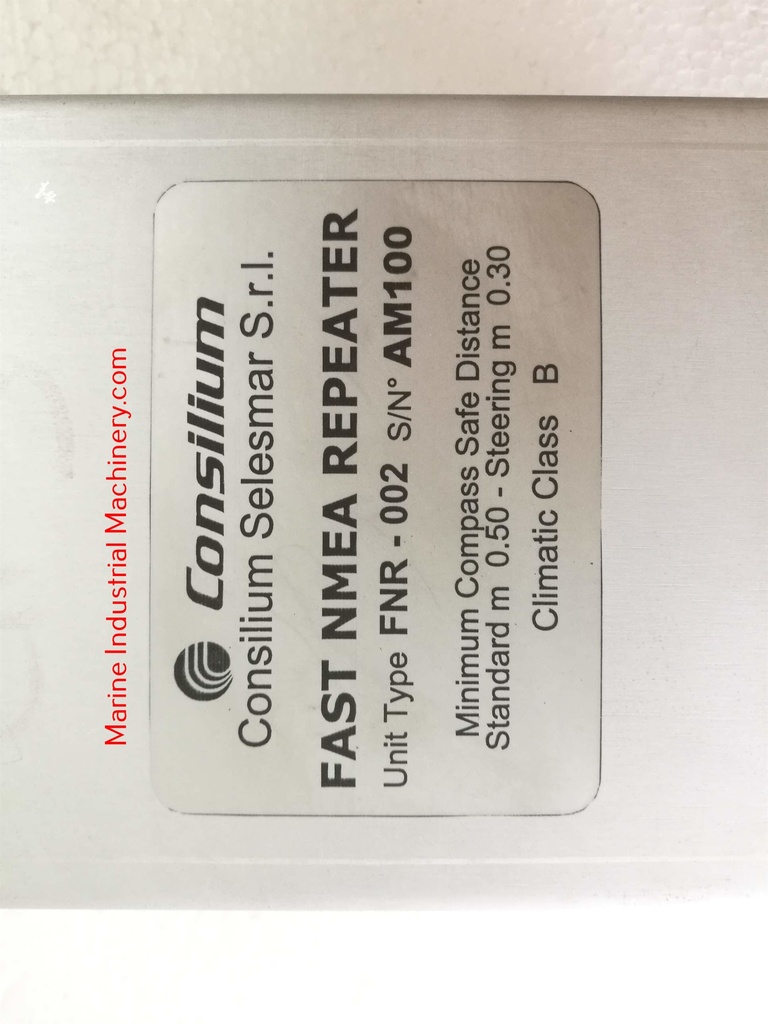 Marine Industrial Machinery.com
Consilium
Consilium Selesmar S.r.l.
FAST NMEA REPEATER
Unit Type FNR - 002 S/N° AM100
Minimum Compass Safe Distance
Standard m 0.50 - Steering m 0.30
Climatic Class B